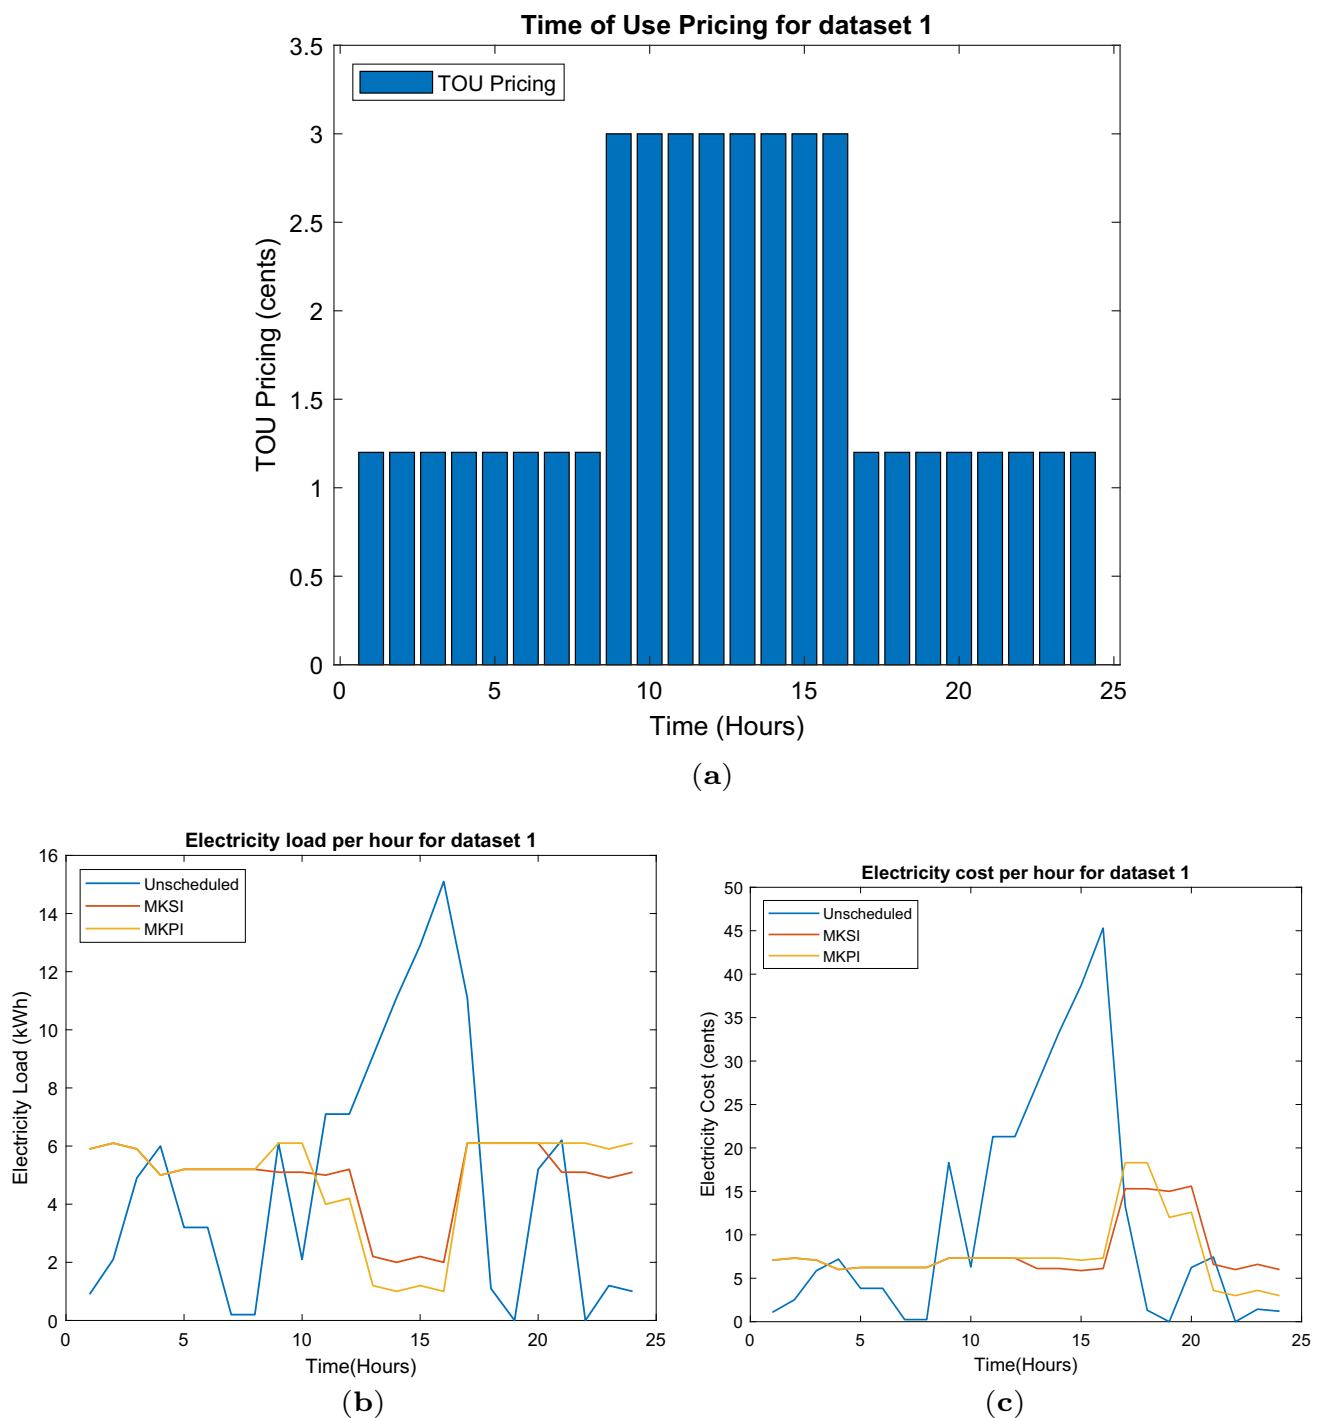 Time of Use Pricing for dataset 1
3.5
3
2.5
2
1.5
1
0.5
0
TOU Pricing (cents)
TOU Pricing
0 5 10 15 20 25
Time (Hours)
(a)
Electricity load per hour for dataset 1
16
14
12
10
8
6
4
2
0
Electricity Load (kWh)
Unscheduled
MKSI
MKPI
0 5 10 15 20 25
Time(Hours)
(b)
Electricity cost per hour for dataset 1
50
45
40
35
30
25
20
15
10
5
0
Electricity Cost (cents)
Unscheduled
MKSI
MKPI
0 5 10 15 20 25
Time(Hours)
(c)